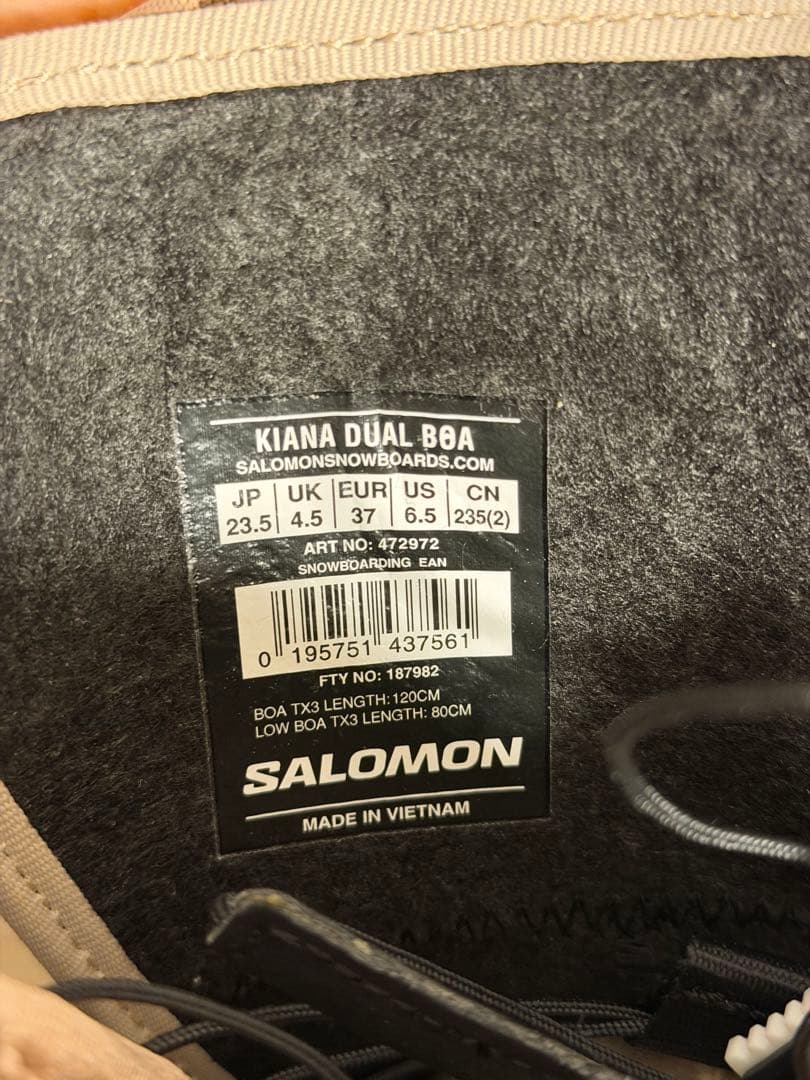 KIANA DUAL BOA
SALOMONSNOWBOARDS.COM
JP UK EUR US CN
23.5 4.5 37 6.5 235(2)
ART NO: 472972
SNOWBOARDING EAN
0 195751 437561
FTY NO: 187982
BOA TX3 LENGTH: 120CM
LOW BOA TX3 LENGTH: 80CM
SALOMON
MADE IN VIETNAM